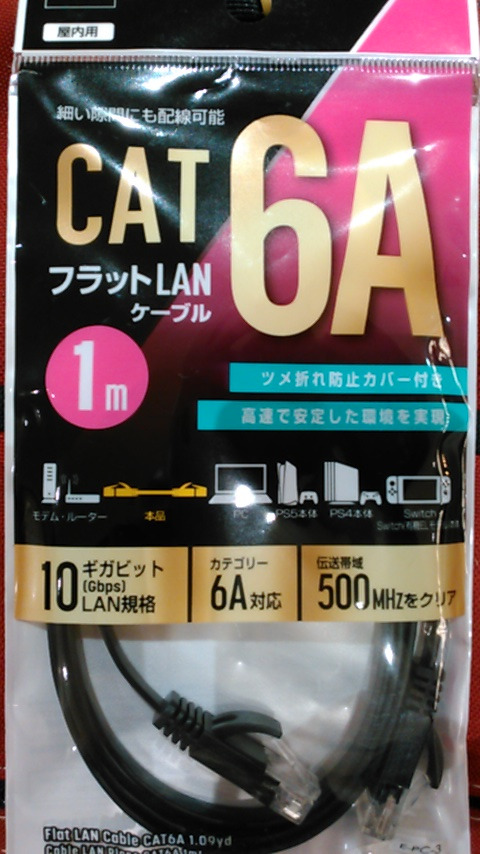 屋内用
細い隙間にも配線可能
CAT 6A
フラットLAN
ケーブル
1m
ツメ折れ防止カバー付き
高速で安定した環境を実現
モデム・ルーター
本品
PC
PS5本体
PS4本体
Switch
10ギガビット
(Gbps)
LAN規格
カテゴリー
6A対応
伝送帯域
500MHzをクリア
Flat LAN Cable CAT6A 1.09yd